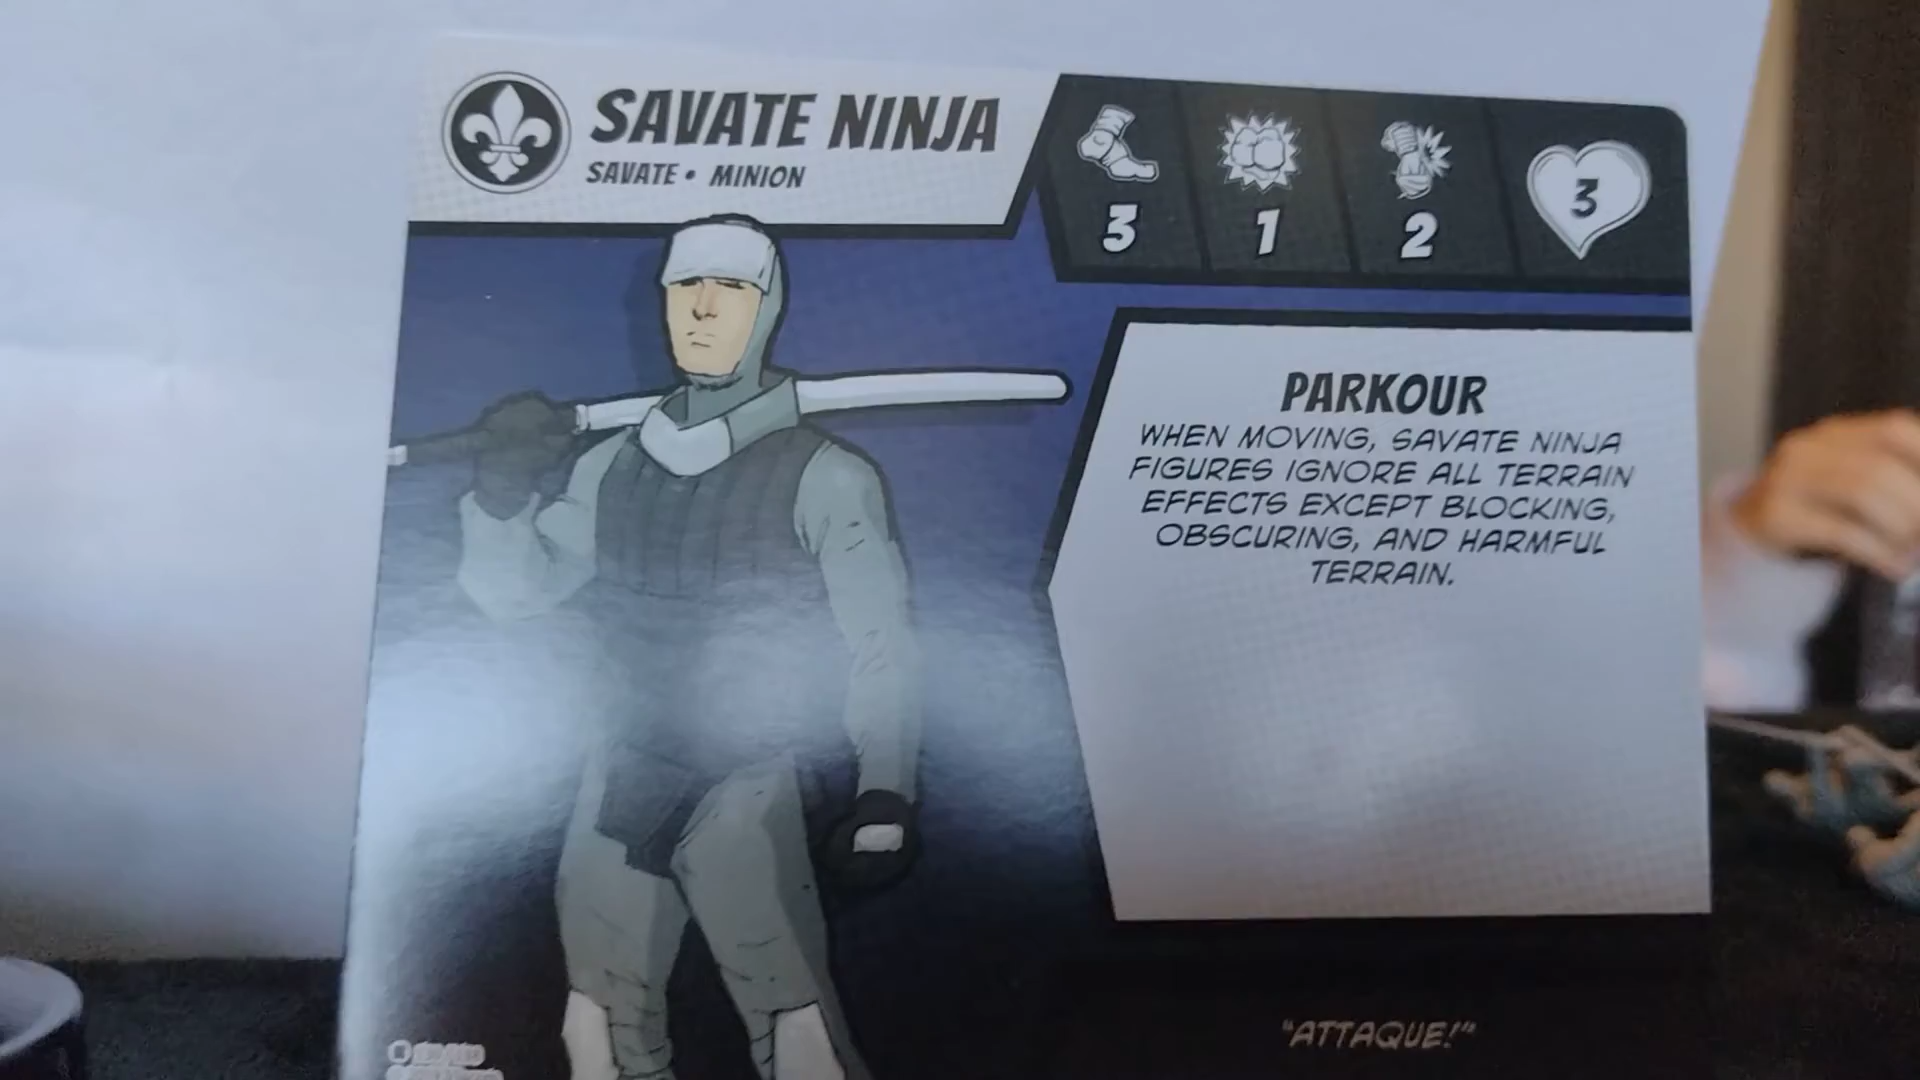 SAVATE NINJA
SAVATE • MINION
3
1
2
3
PARKOUR
WHEN MOVING, SAVATE NINJA
FIGURES IGNORE ALL TERRAIN
EFFECTS EXCEPT BLOCKING,
OBSCURING, AND HARMFUL
TERRAIN.
"ATTAQUE!"